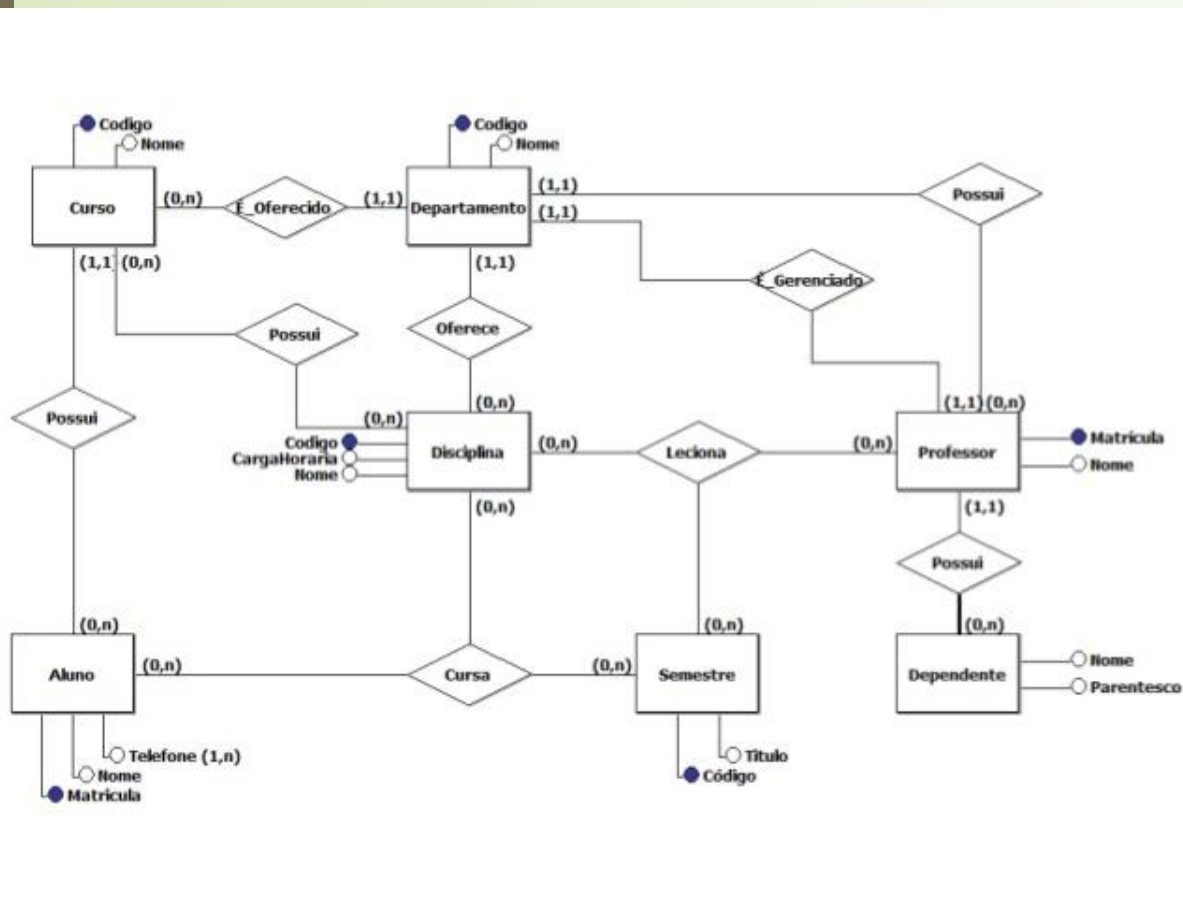 Codigo
Nome
Codigo
Nome
Curso
(0,n)
É_Oferecido
(1,1)
Departamento
(1,1)
(1,1)
Possui
(1,1)
(0,n)
(1,1)
É_Gerenciado
Possui
Oferece
Possui
(0,n)
(0,n)
Codigo
CargaHoraria
Nome
Disciplina
(0,n)
Leciona
(0,n)
(1,1)
(0,n)
Professor
Matrícula
Nome
(0,n)
(1,1)
Possui
(0,n)
Aluno
(0,n)
Cursa
(0,n)
(0,n)
Semestre
(0,n)
Dependente
Nome
Parentesco
Telefone (1,n)
Nome
Matricula
Titulo
Código